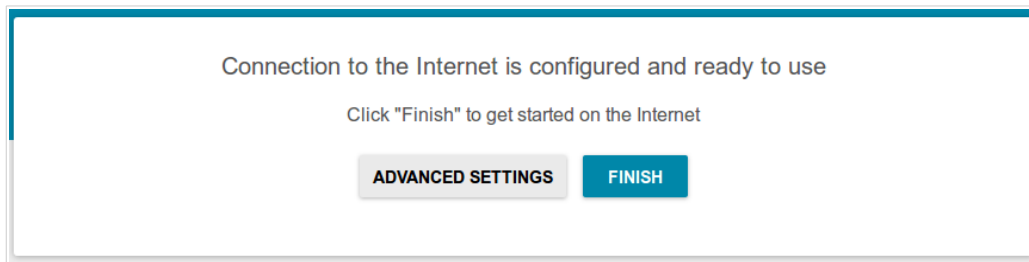 Connection to the Internet is configured and ready to use
Click "Finish" to get started on the Internet
ADVANCED SETTINGS FINISH